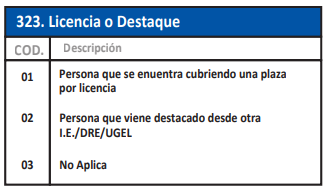 323. Licencia o Destaque
COD. Descripción
01 Persona que se enuentra cubriendo una plaza
por licencia
02 Persona que viene destacado desde otra
I.E./DRE/UGEL
03 No Aplica